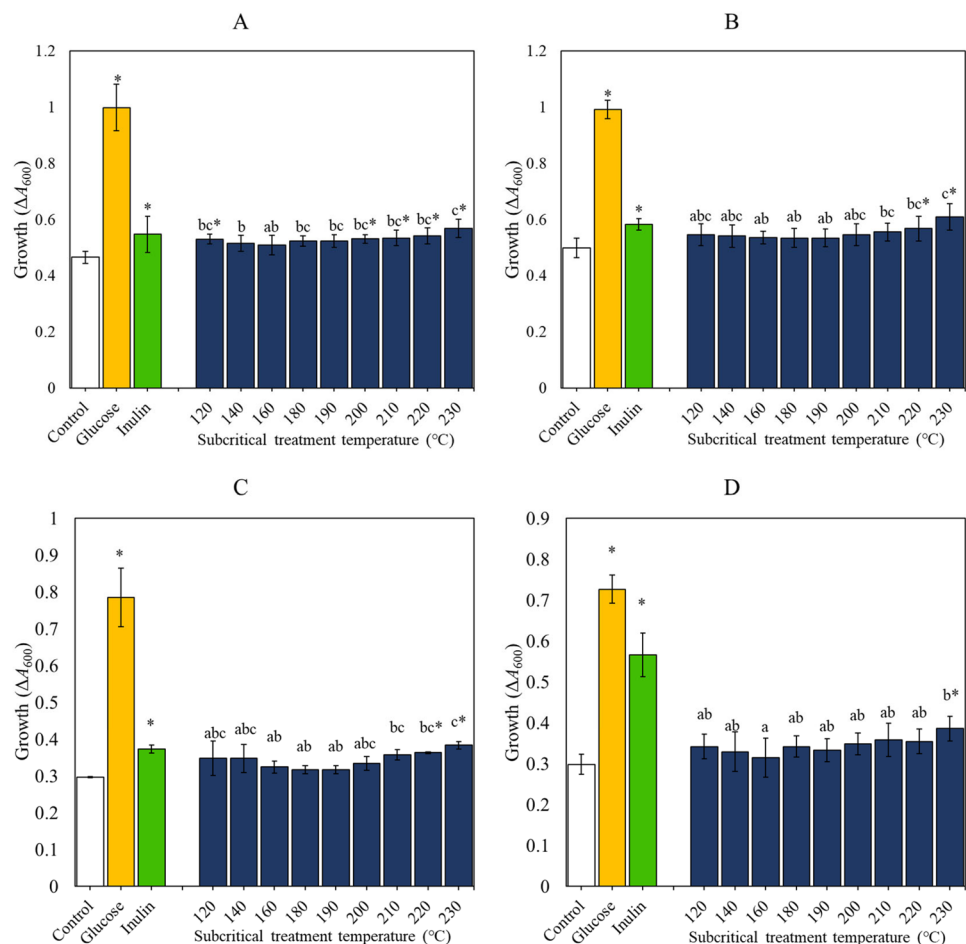 A
1.2
1
0.8
0.6
0.4
0.2
0
Growth (ΔA600)
*
*
bc* b ab bc bc bc* bc* bc* c*
Control Glucose Inulin 120 140 160 180 190 200 210 220 230
Subcritical treatment temperature (°C)
B
1.2
1
0.8
0.6
0.4
0.2
0
Growth (ΔA600)
*
*
abc abc ab ab ab abc bc bc* c*
Control Glucose Inulin 120 140 160 180 190 200 210 220 230
Subcritical treatment temperature (°C)
C
1
0.9
0.8
0.7
0.6
0.5
0.4
0.3
0.2
0.1
0
Growth (ΔA600)
*
*
abc abc ab ab ab abc bc bc* c*
Control Glucose Inulin 120 140 160 180 190 200 210 220 230
Subcritical treatment temperature (°C)
D
0.9
0.8
0.7
0.6
0.5
0.4
0.3
0.2
0.1
0
Growth (ΔA600)
*
*
ab ab a ab ab ab ab ab b*
Control Glucose Inulin 120 140 160 180 190 200 210 220 230
Subcritical treatment temperature (°C)